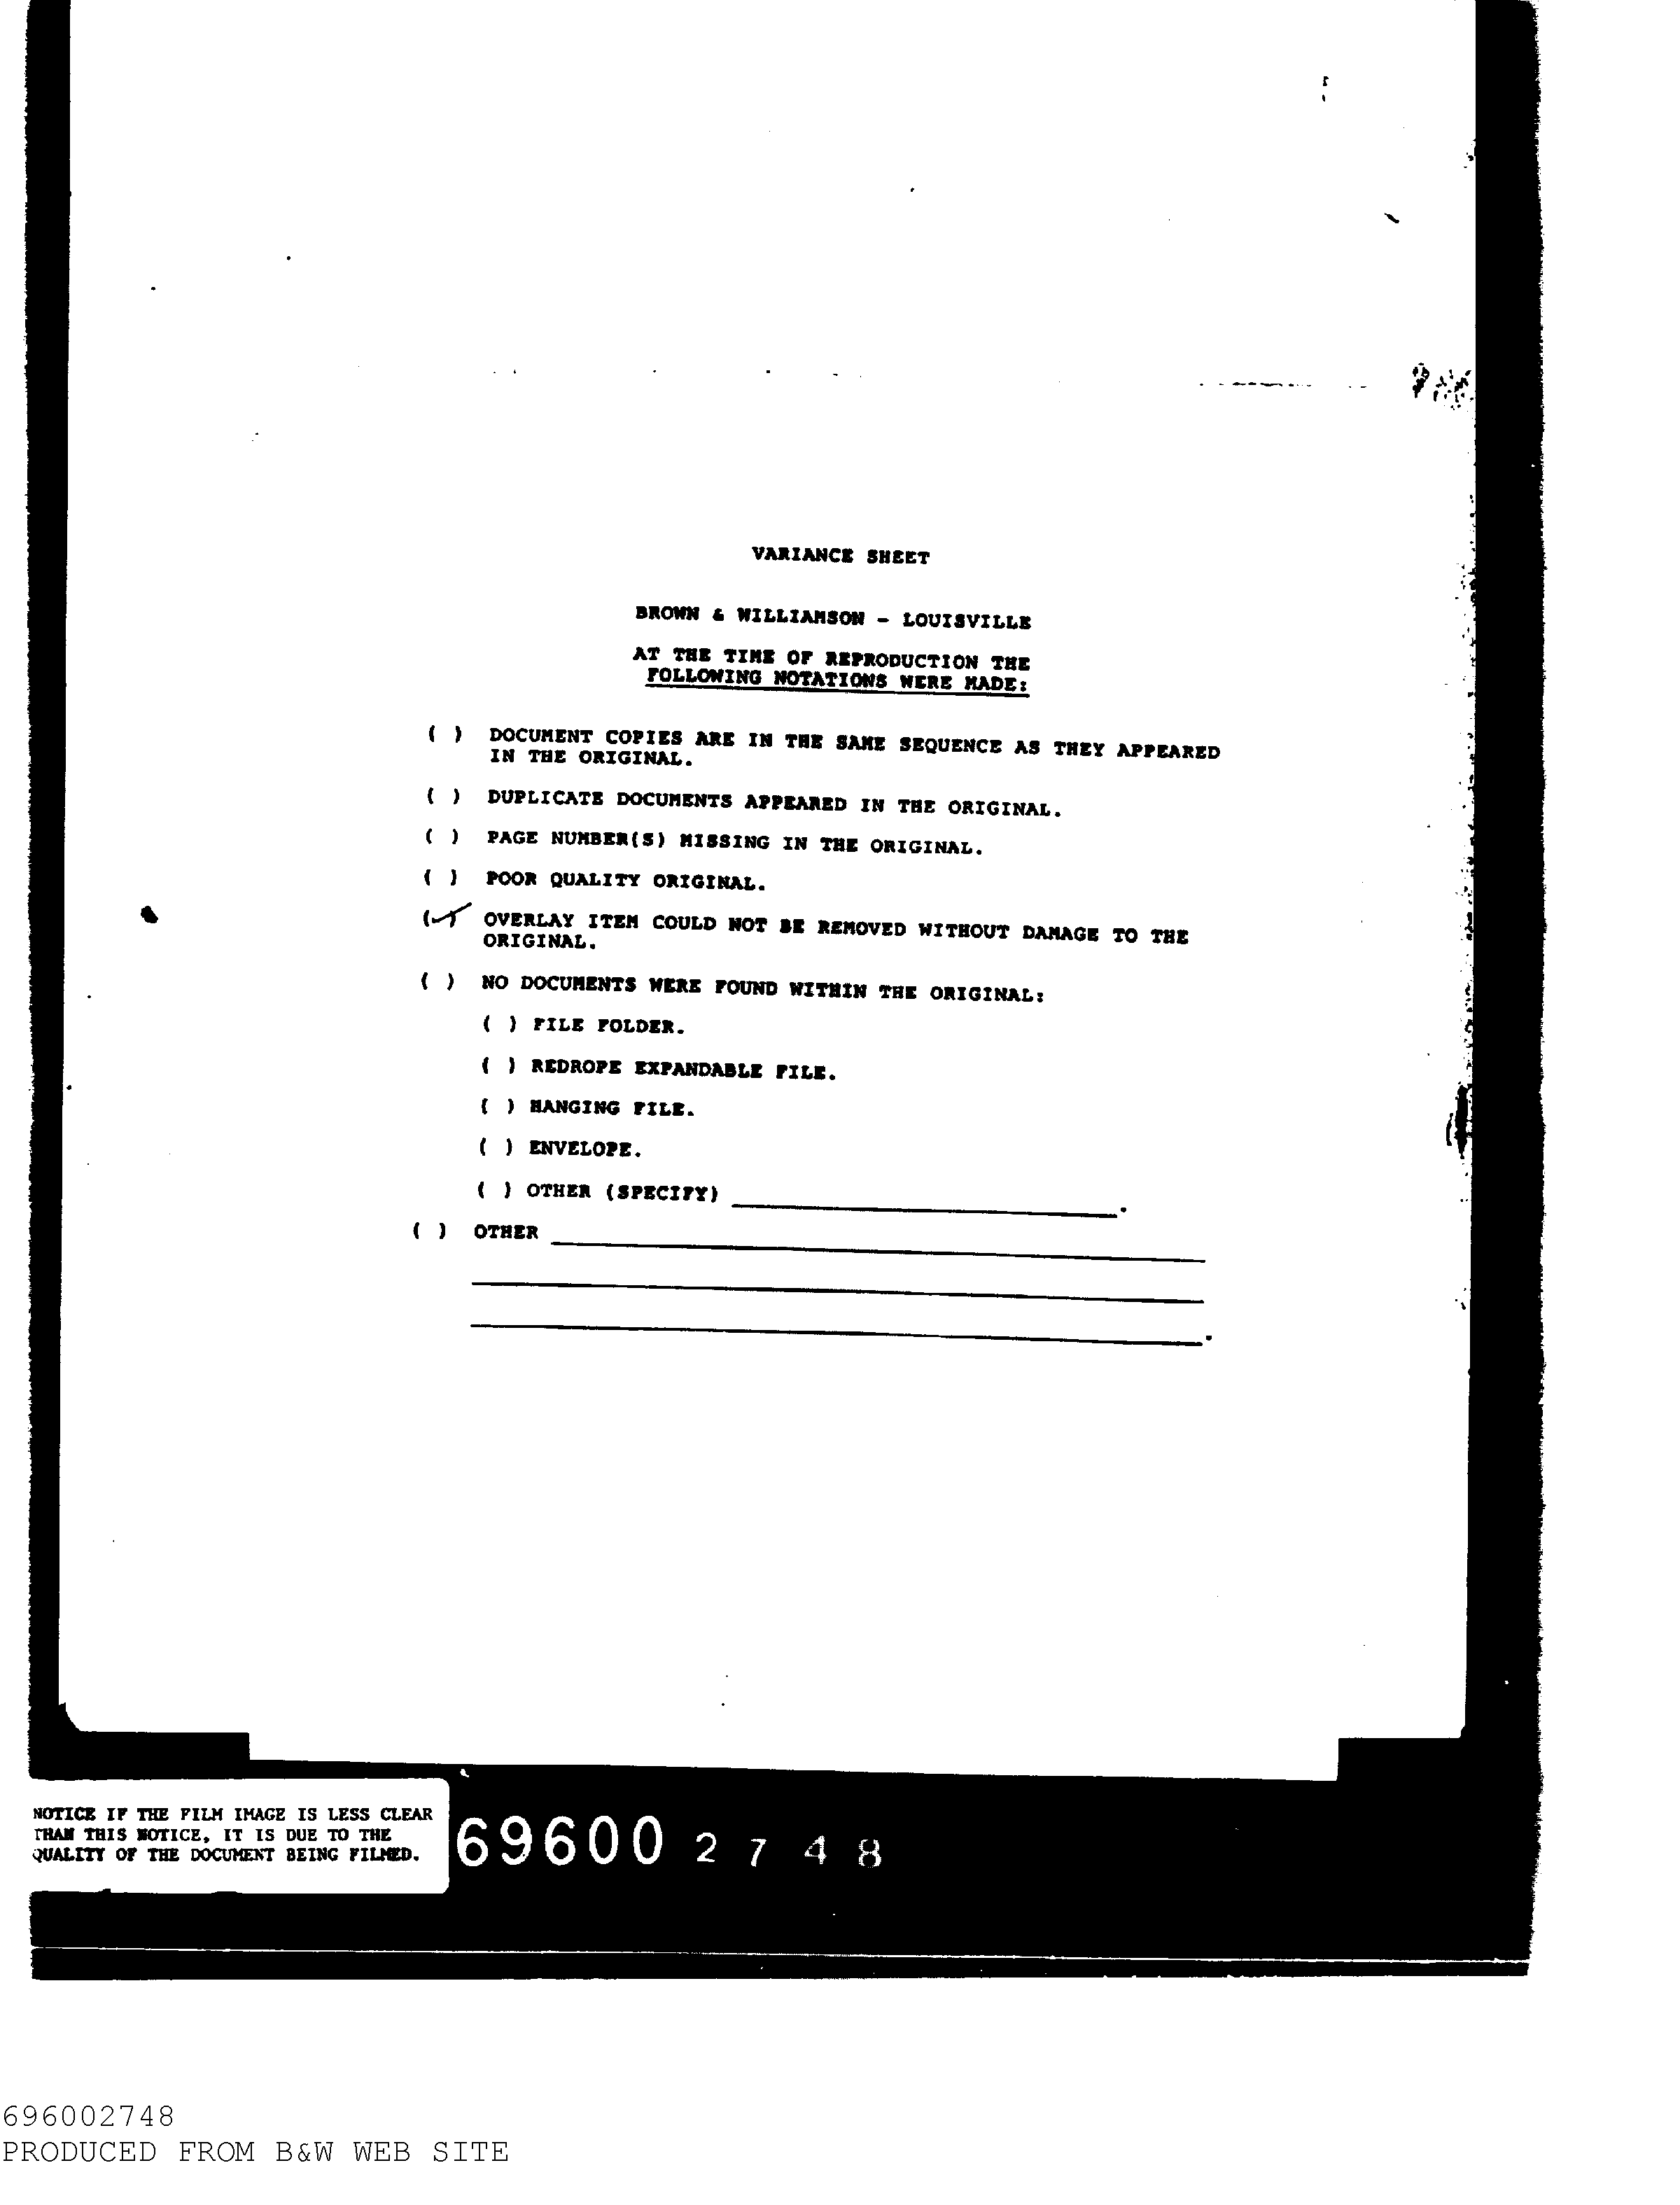 VARIANCE SHEET
BROWN & WILLIAMSON - LOUISVILLE
AT THE TIME OF REPRODUCTION THE
FOLLOWING NOTATIONS WERE MADE:
( ) DOCUMENT COPIES ARE IN THE SAME SEQUENCE AS THEY APPEARED
IN THE ORIGINAL.
( ) DUPLICATE DOCUMENTS APPEARED IN THE ORIGINAL.
( ) PAGE NUMBER(S) MISSING IN THE ORIGINAL.
( ) POOR QUALITY ORIGINAL.
(✓) OVERLAY ITEM COULD NOT BE REMOVED WITHOUT DAMAGE TO THE
ORIGINAL.
( ) NO DOCUMENTS WERE FOUND WITHIN THE ORIGINAL:
( ) FILE FOLDER.
( ) REDROPE EXPANDABLE FILE.
( ) HANGING FILE.
( ) ENVELOPE.
( ) OTHER (SPECIFY) ____________________.
( ) OTHER ____________________
NOTICE IF THE FILM IMAGE IS LESS CLEAR
THAN THIS NOTICE, IT IS DUE TO THE
QUALITY OF THE DOCUMENT BEING FILMED.
69600 2 7 4 8
696002748
PRODUCED FROM B&W WEB SITE